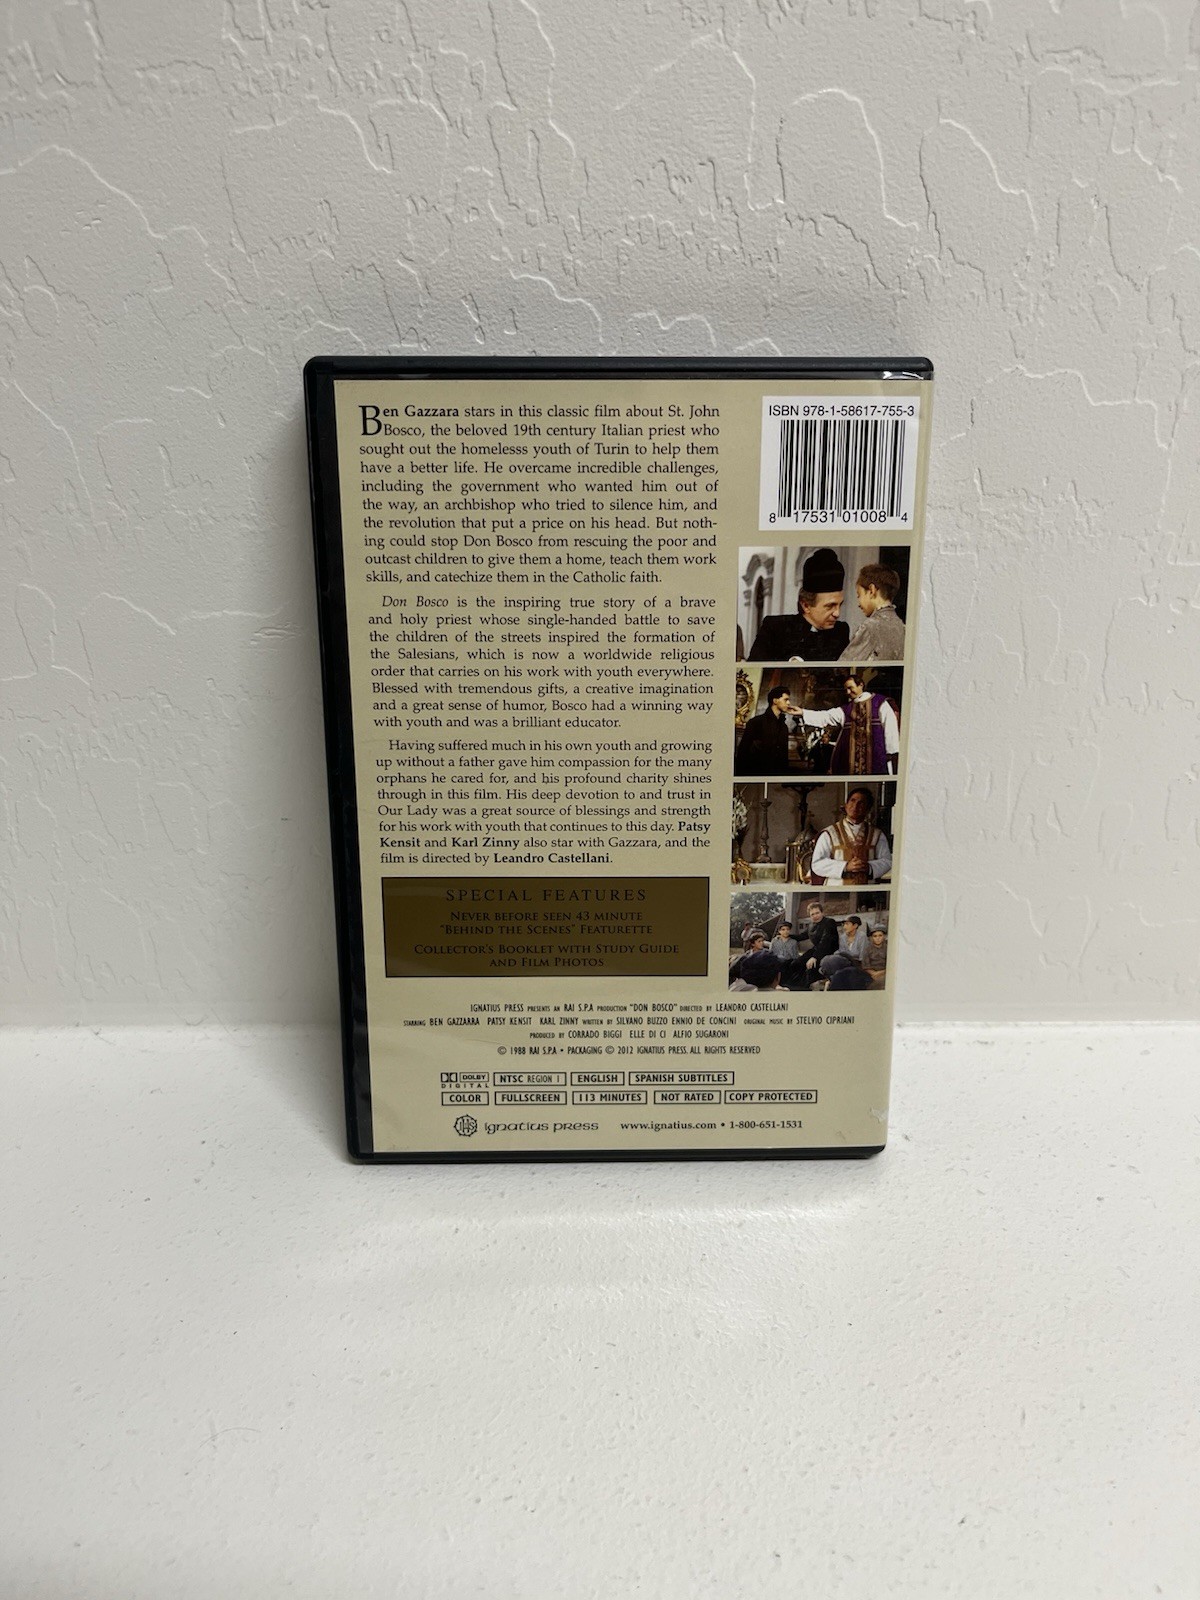 Ben Gazzara stars in this classic film about St. John
Bosco, the beloved 19th century Italian priest who
sought out the homelesss youth of Turin to help them
have a better life. He overcame incredible challenges,
including the government who wanted him out of
the way, an archbishop who tried to silence him, and
the revolution that put a price on his head. But noth-
ing could stop Don Bosco from rescuing the poor and
outcast children to give them a home, teach them work
skills, and catechize them in the Catholic faith.
Don Bosco is the inspiring true story of a brave
and holy priest whose single-handed battle to save
the children of the streets inspired the formation of
the Salesians, which is now a worldwide religious
order that carries on his work with youth everywhere.
Blessed with tremendous gifts, a creative imagination
and a great sense of humor, Bosco had a winning way
with youth and was a brilliant educator.
Having suffered much in his own youth and growing
up without a father gave him compassion for the many
orphans he cared for, and his profound charity shines
through in this film. His deep devotion to and trust in
Our Lady was a great source of blessings and strength
for his work with youth that continues to this day. Patsy
Kensit and Karl Zinny also star with Gazzara, and the
film is directed by Leandro Castellani.
SPECIAL FEATURES
NEVER BEFORE SEEN 43 MINUTE
"BEHIND THE SCENES" FEATURETTE
COLLECTOR'S BOOKLET WITH STUDY GUIDE
AND FILM PHOTOS
ISBN 978-1-58617-755-3
8 17531 01008 4
IGNATIUS PRESS PRESENTS AN RAI S.P.A PRODUCTION "DON BOSCO" DIRECTED BY LEANDRO CASTELLANI
STARRING BEN GAZZARRA PATSY KENSIT KARL ZINNY WRITTEN BY SILVANO BUZZO ENNIO DE CONCINI ORIGINAL MUSIC BY STELVIO CIPRIANI
PRODUCED BY CORRADO BIGGI ELLE DI CI ALFIO SUGARONI
© 1988 RAI S.P.A • PACKAGING © 2012 IGNATIUS PRESS. ALL RIGHTS RESERVED
DOLBY DIGITAL NTSC REGION 1 ENGLISH SPANISH SUBTITLES
COLOR FULLSCREEN 113 MINUTES NOT RATED COPY PROTECTED
IHS ignatius press www.ignatius.com • 1-800-651-1531